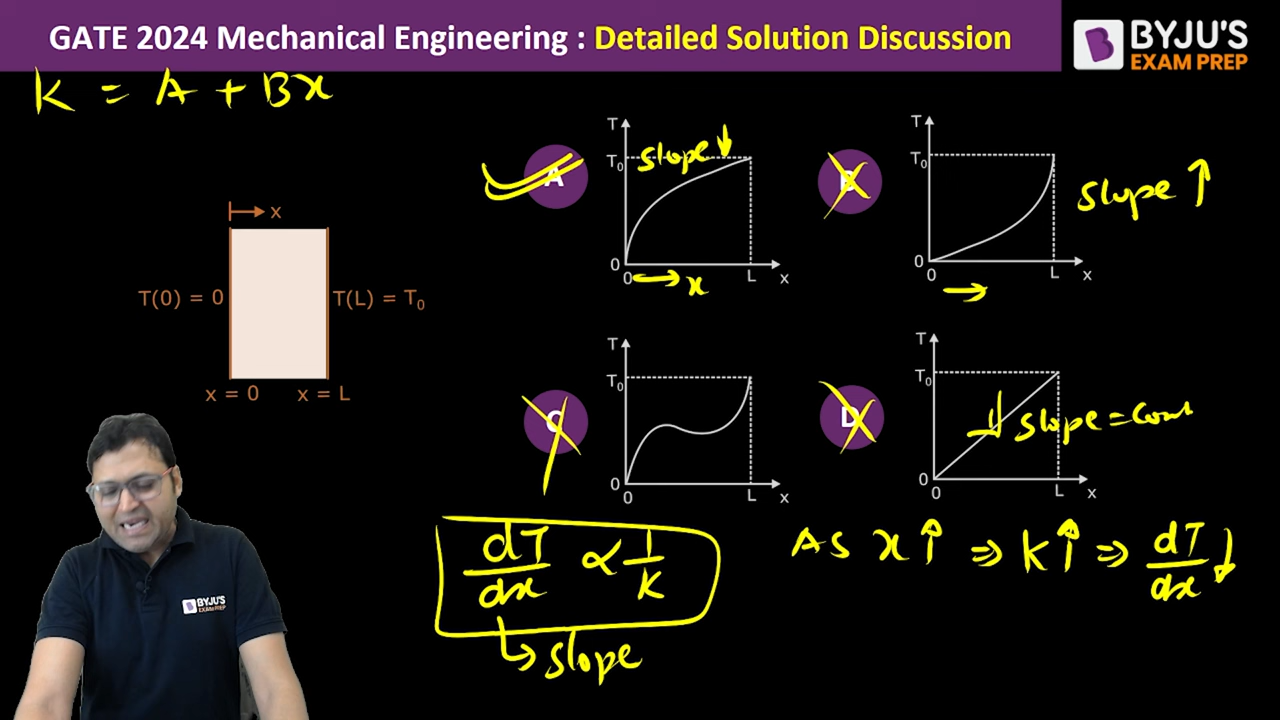 GATE 2024 Mechanical Engineering : Detailed Solution Discussion
BYJU'S
EXAM PREP
K = A + Bx
x
T(0) = 0
T(L) = T₀
x = 0
x = L
A
T
T₀
slope ↓
0
0
x
L
x
T
T₀
slope ↑
0
0
L
x
C
T
T₀
0
0
L
x
D
T
T₀
slope = const
0
0
L
x
dT/dx ∝ 1/k
slope
As x↑ ⇒ K↑ ⇒ dT/dx ↓
BYJU'S
EXAM PREP